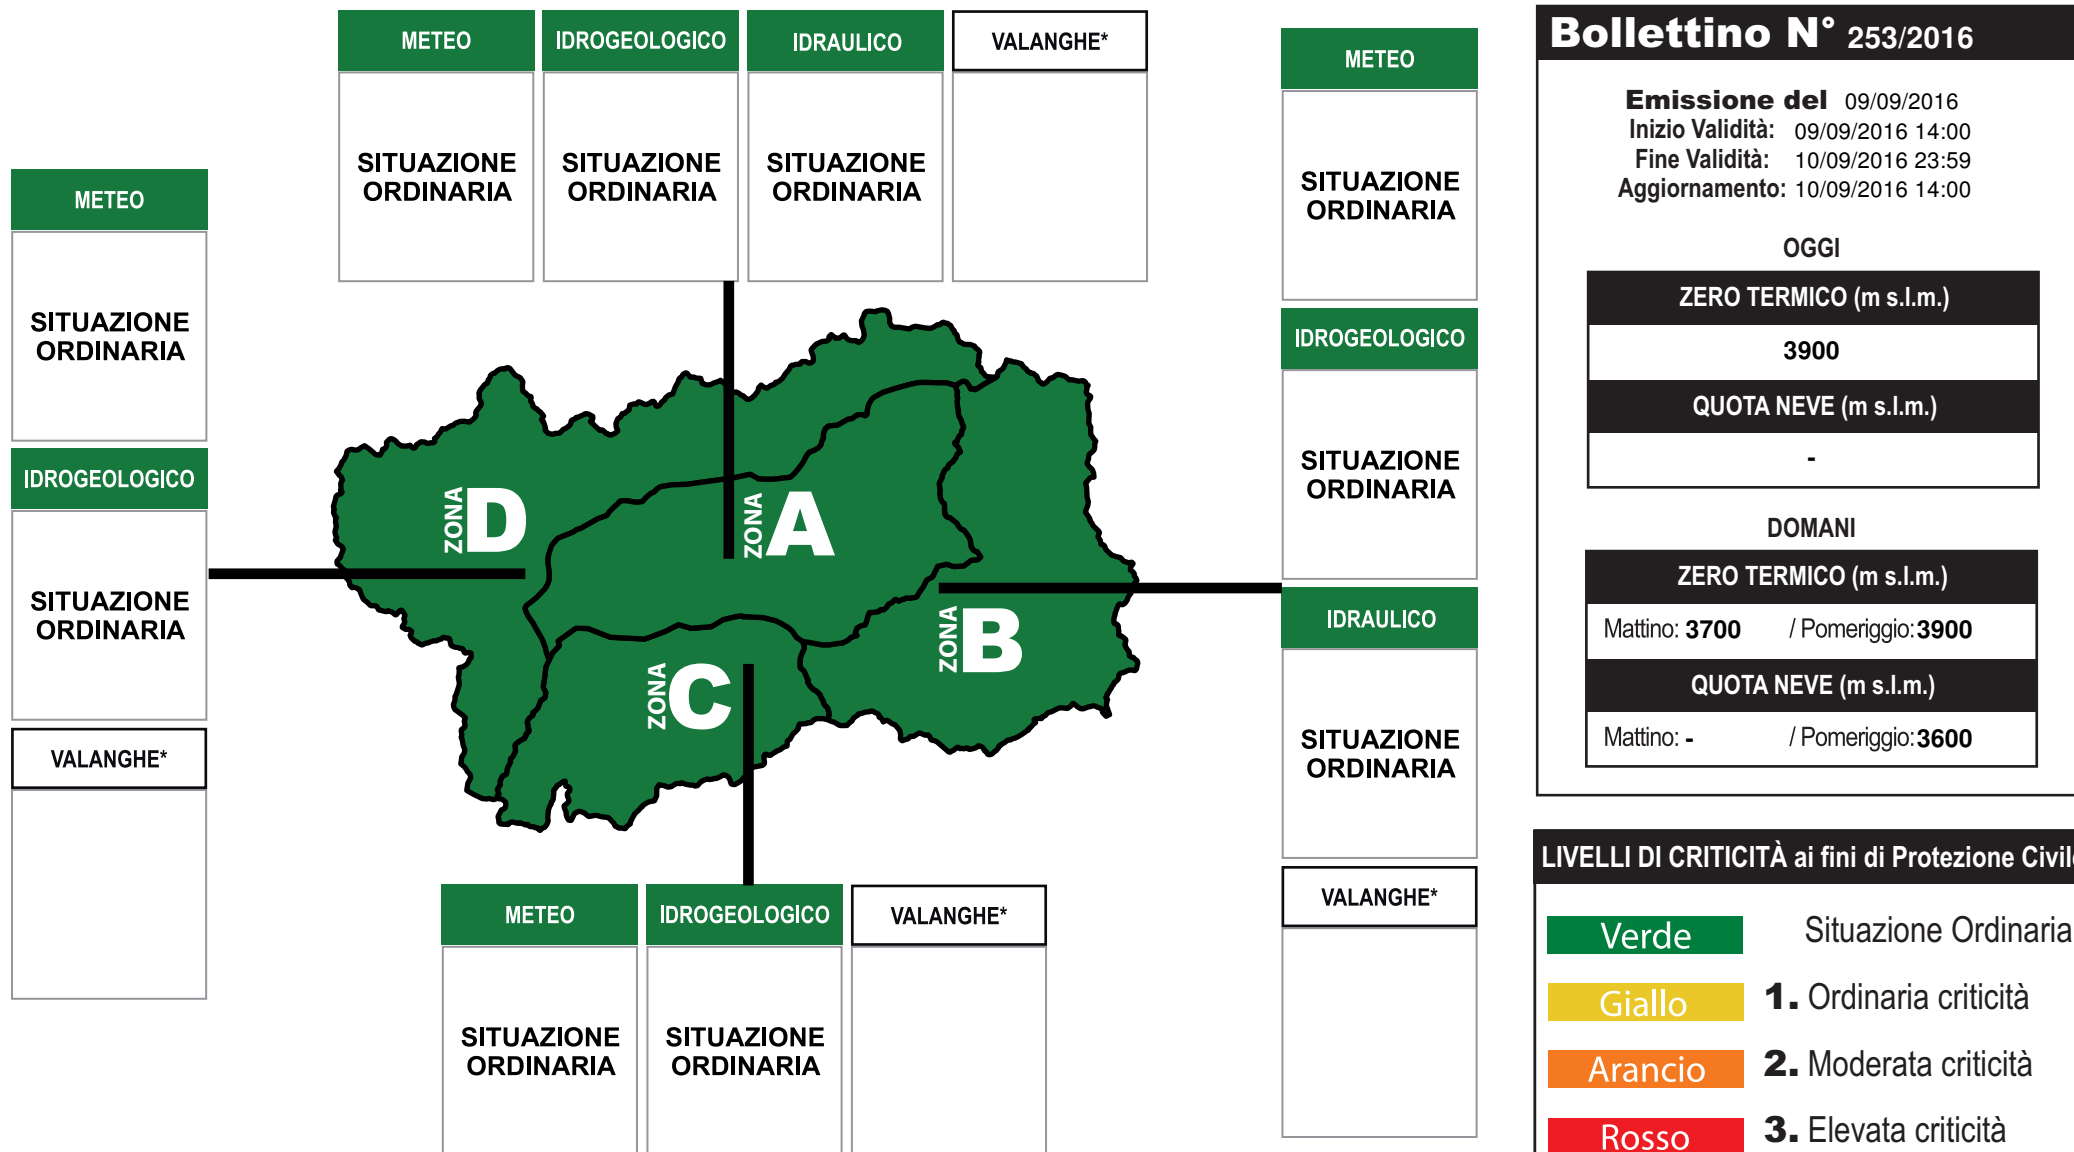 METEO IDROGEOLOGICO IDRAULICO VALANGHE*
SITUAZIONE ORDINARIA SITUAZIONE ORDINARIA SITUAZIONE ORDINARIA
METEO
SITUAZIONE
ORDINARIA
IDROGEOLOGICO
SITUAZIONE
ORDINARIA
VALANGHE*
ZONA D
ZONA A
ZONA B
ZONA C
METEO
SITUAZIONE
ORDINARIA
IDROGEOLOGICO
SITUAZIONE
ORDINARIA
IDRAULICO
SITUAZIONE
ORDINARIA
VALANGHE*
METEO IDROGEOLOGICO VALANGHE*
SITUAZIONE ORDINARIA SITUAZIONE ORDINARIA
Bollettino N° 253/2016
Emissione del 09/09/2016
Inizio Validità: 09/09/2016 14:00
Fine Validità: 10/09/2016 23:59
Aggiornamento: 10/09/2016 14:00
OGGI
ZERO TERMICO (m s.l.m.)
3900
QUOTA NEVE (m s.l.m.)
-
DOMANI
ZERO TERMICO (m s.l.m.)
Mattino: 3700 / Pomeriggio: 3900
QUOTA NEVE (m s.l.m.)
Mattino: - / Pomeriggio: 3600
LIVELLI DI CRITICITÀ ai fini di Protezione Civile
Verde Situazione Ordinaria
Giallo 1. Ordinaria criticità
Arancio 2. Moderata criticità
Rosso 3. Elevata criticità